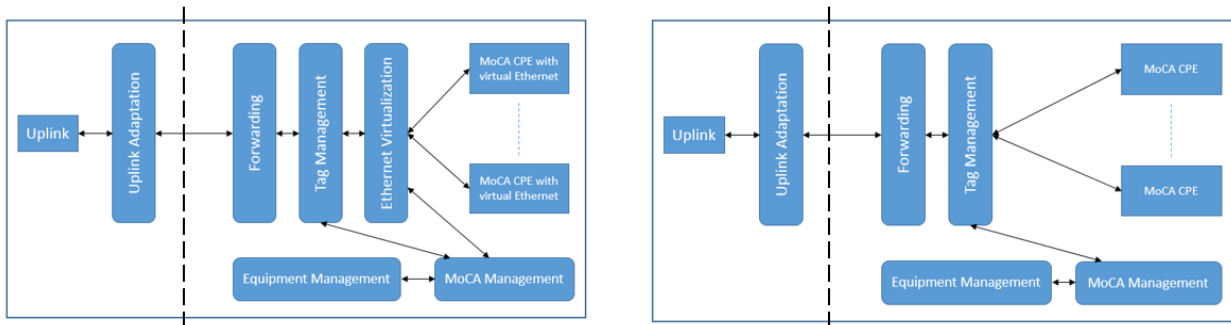 Uplink
Uplink Adaptation
Forwarding
Tag Management
Ethernet Virtualization
MoCA CPE with
virtual Ethernet
MoCA CPE with
virtual Ethernet
Equipment Management
MoCA Management
Uplink
Uplink Adaptation
Forwarding
Tag Management
MoCA CPE
MoCA CPE
Equipment Management
MoCA Management